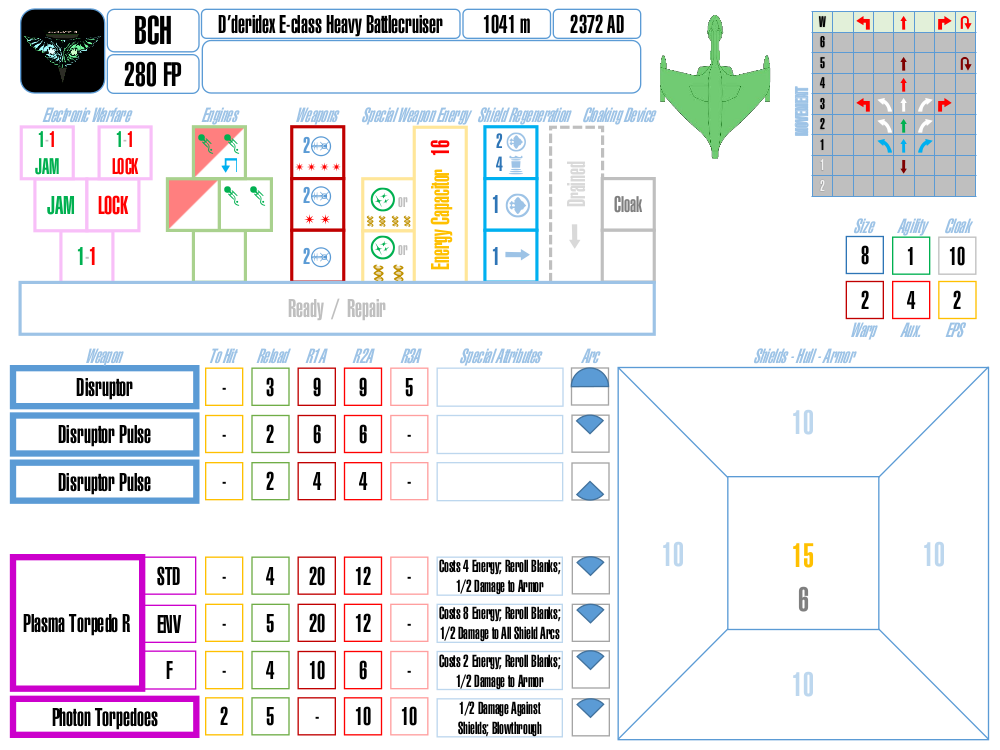 BCH
D'deridex E-class Heavy Battlecruiser
1041 m
2372 AD
280 FP
Electronic Warfare
Engines
Weapons
Special Weapon Energy
Shield Regeneration
Cloaking Device
1-1
JAM
1-1
LOCK
JAM
LOCK
1-1
2
2
2
or
or
Energy Capacitor 16
2
4
1
1
Drained
Cloak
Ready / Repair
MOVEMENT
W
6
5
4
3
2
1
1
2
Size
Agility
Cloak
8
1
10
2
4
2
Warp
Aux.
EPS
Weapon
To Hit
Reload
R1A
R2A
R3A
Special Attributes
Arc
Disruptor
-
3
9
9
5
Disruptor Pulse
-
2
6
6
-
Disruptor Pulse
-
2
4
4
-
Plasma Torpedo R
STD
-
4
20
12
-
Costs 4 Energy; Reroll Blanks;
1/2 Damage to Armor
ENV
-
5
20
12
-
Costs 8 Energy; Reroll Blanks;
1/2 Damage to All Shield Arcs
F
-
4
10
6
-
Costs 2 Energy; Reroll Blanks;
1/2 Damage to Armor
Photon Torpedoes
2
5
-
10
10
1/2 Damage Against
Shields; Blowthrough
Shields - Hull - Armor
10
10
15
6
10
10